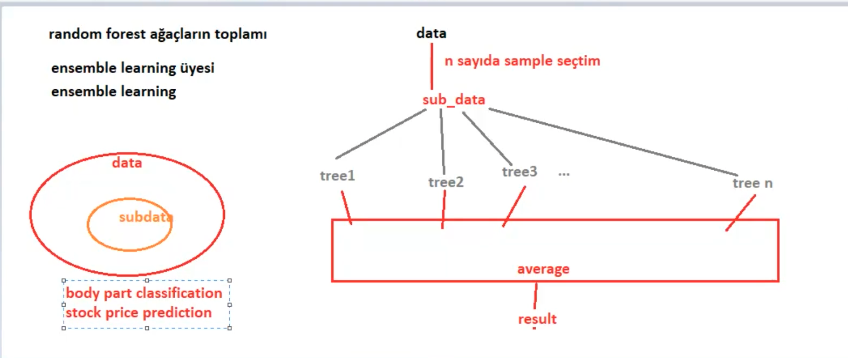 random forest ağaçların toplamı
ensemble learning üyesi
ensemble learning
data
subdata
body part classification
stock price prediction
data
n sayıda sample seçtim
sub_data
tree1
tree2
tree3
...
tree n
average
result